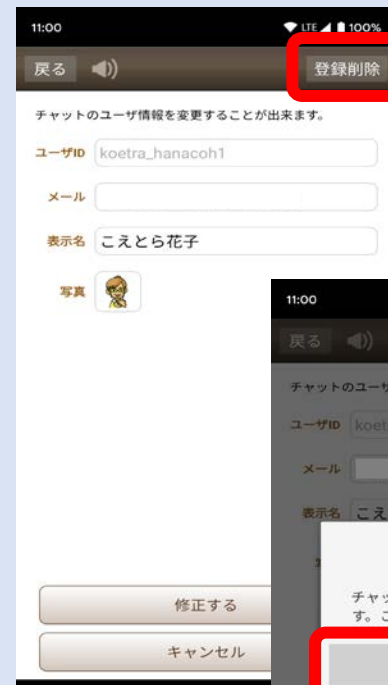 11:00 LTE 100%
戻る 登録削除
チャットのユーザ情報を変更することが出来ます。
ユーザID koetra_hanacoh1
メール
表示名 こえとら花子
写真
修正する
キャンセル
11:00
戻る
チャットのユーザ
ユーザID koet
メール
表示名 こえ
チャッ
す。こ